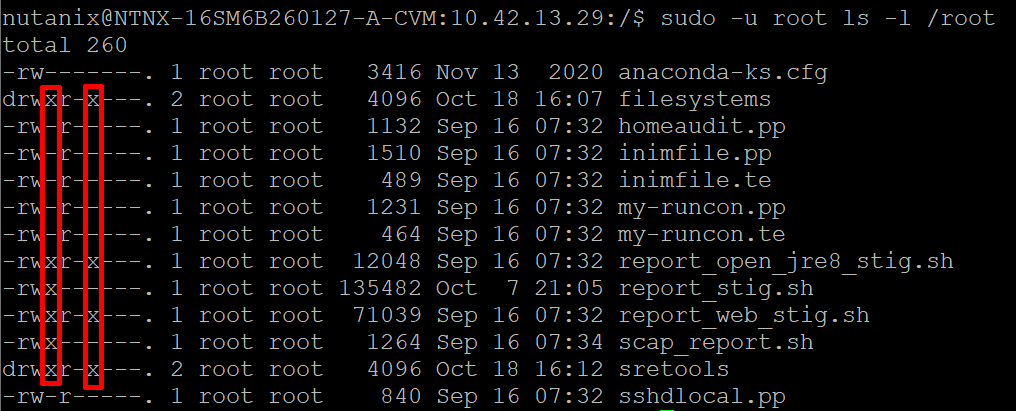 nutanix@NTNX-16SM6B260127-A-CVM:10.42.13.29:/$ sudo -u root ls -l /root
total 260
-rw-------. 1 root root   3416 Nov 13  2020 anaconda-ks.cfg
drwxr-x---. 2 root root   4096 Oct 18 16:07 filesystems
-rw-r-----. 1 root root   1132 Sep 16 07:32 homeaudit.pp
-rw-r-----. 1 root root   1510 Sep 16 07:32 inimfile.pp
-rw-r-----. 1 root root    489 Sep 16 07:32 inimfile.te
-rw-r-----. 1 root root   1231 Sep 16 07:32 my-runcon.pp
-rw-r-----. 1 root root    464 Sep 16 07:32 my-runcon.te
-rwxr-x---. 1 root root  12048 Sep 16 07:32 report_open_jre8_stig.sh
-rwx------. 1 root root 135482 Oct  7 21:05 report_stig.sh
-rwxr-x---. 1 root root  71039 Sep 16 07:32 report_web_stig.sh
-rwx------. 1 root root   1264 Sep 16 07:34 scap_report.sh
drwxr-x---. 2 root root   4096 Oct 18 16:12 sretools
-rw-r-----. 1 root root    840 Sep 16 07:32 sshdlocal.pp